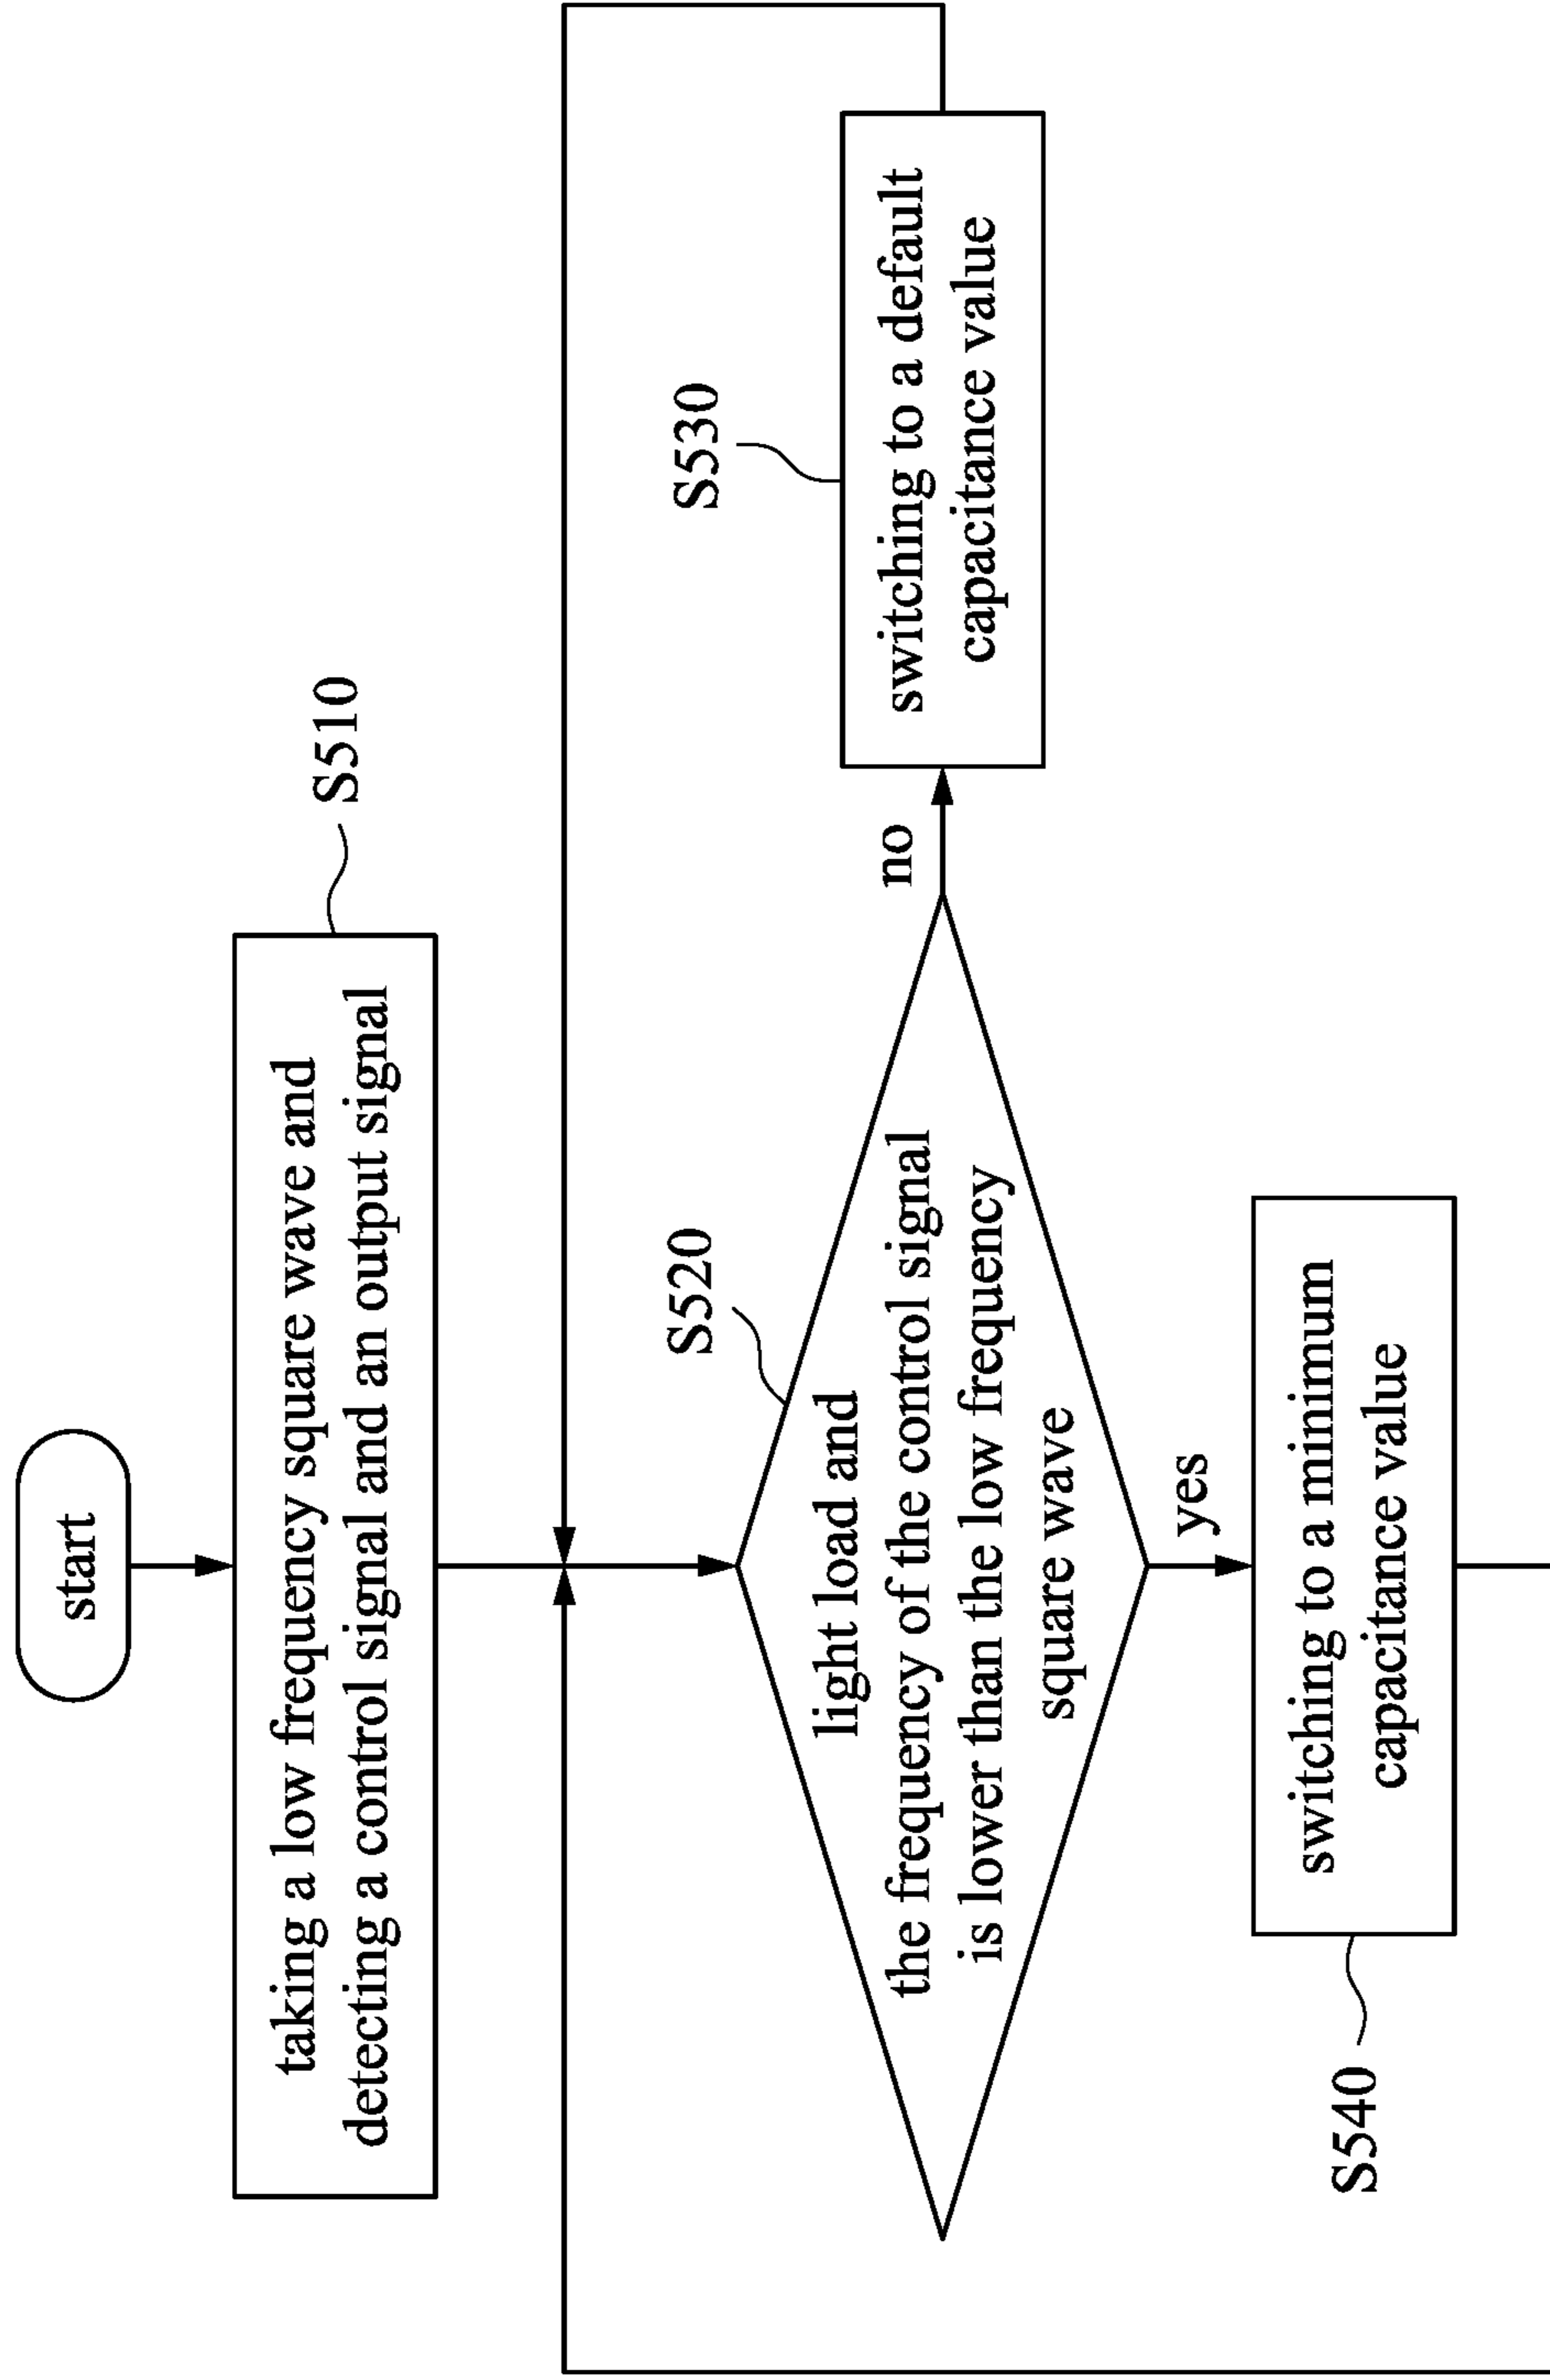 start
taking a low frequency square wave and
detecting a control signal and an output signal
S510
S520
light load and
the frequency of the control signal
is lower than the low frequency
square wave
no
S530
switching to a default
capacitance value
yes
S540
switching to a minimum
capacitance value